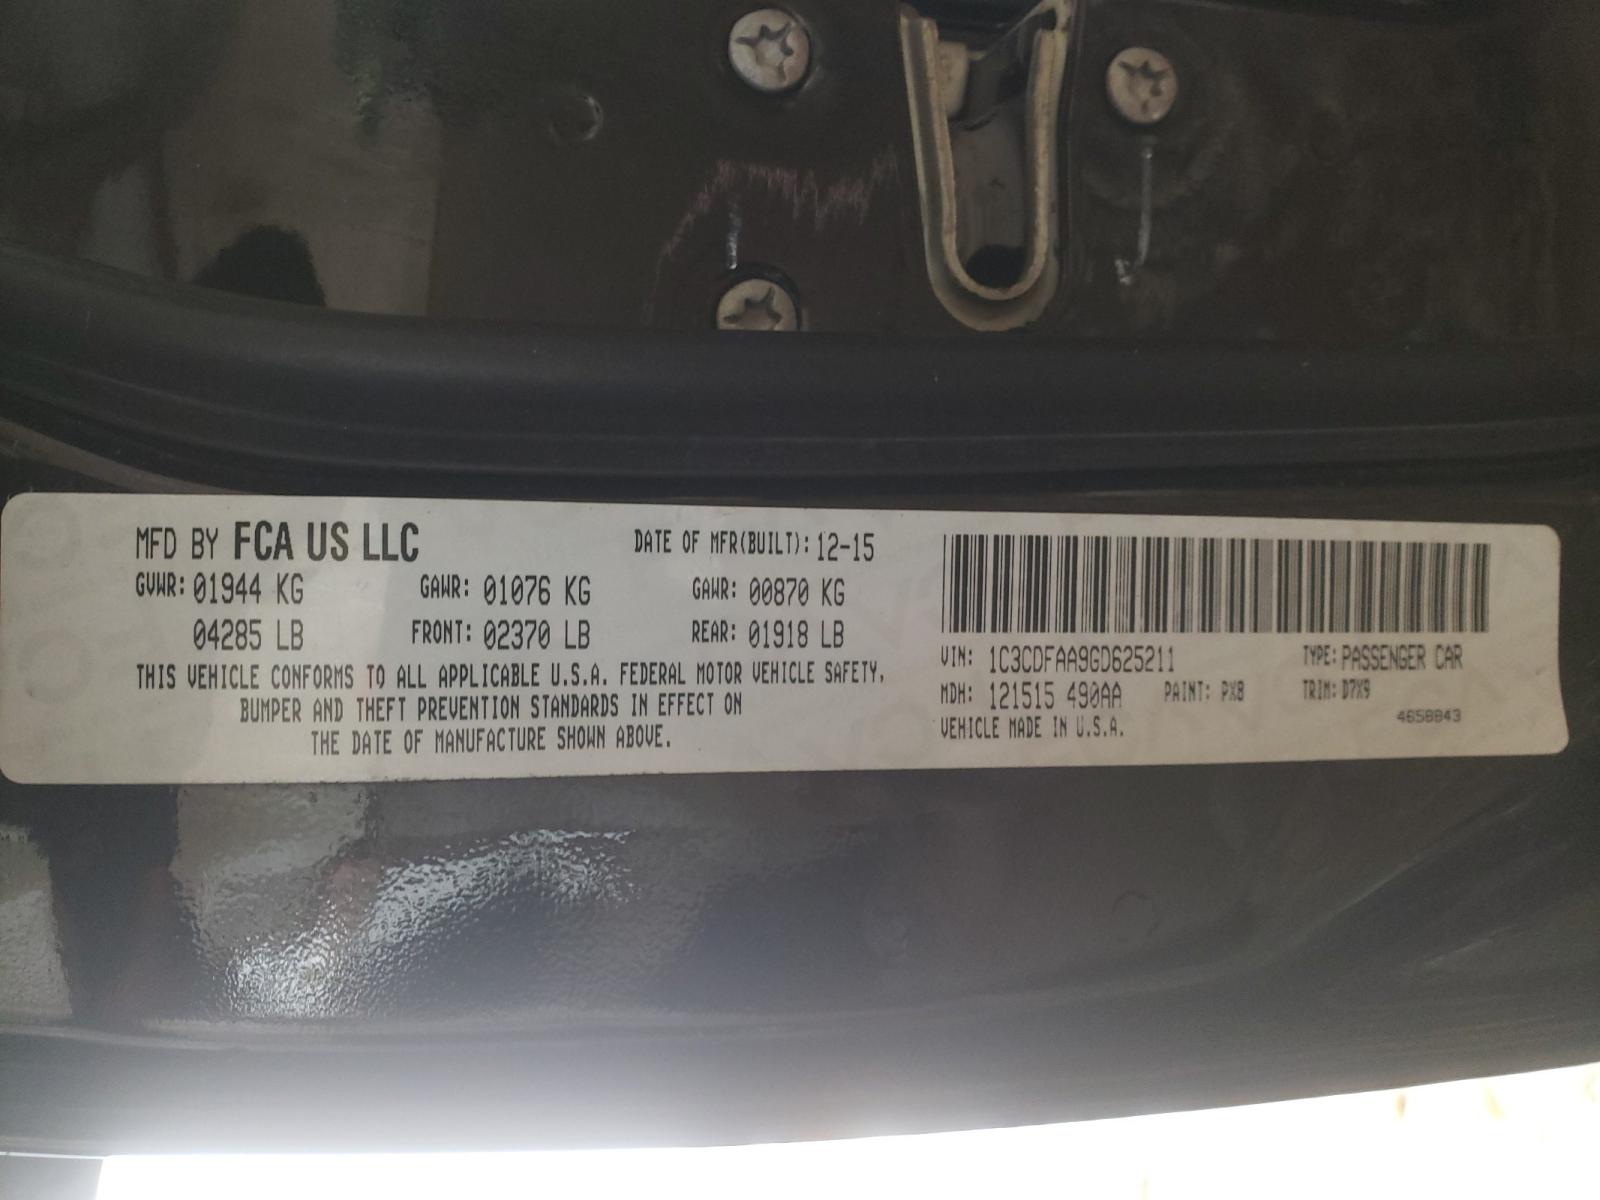 MFD BY FCA US LLC DATE OF MFR(BUILT): 12-15
GVWR: 01944 KG GAWR: 01076 KG GAWR: 00870 KG
04285 LB FRONT: 02370 LB REAR: 01918 LB
THIS VEHICLE CONFORMS TO ALL APPLICABLE U.S.A. FEDERAL MOTOR VEHICLE SAFETY,
BUMPER AND THEFT PREVENTION STANDARDS IN EFFECT ON
THE DATE OF MANUFACTURE SHOWN ABOVE.
VIN: 1C3CDFAA9GD625211 TYPE: PASSENGER CAR
MDH: 121515 490AA PAINT: PX8 TRIM: D7X9
VEHICLE MADE IN U.S.A. 4658843